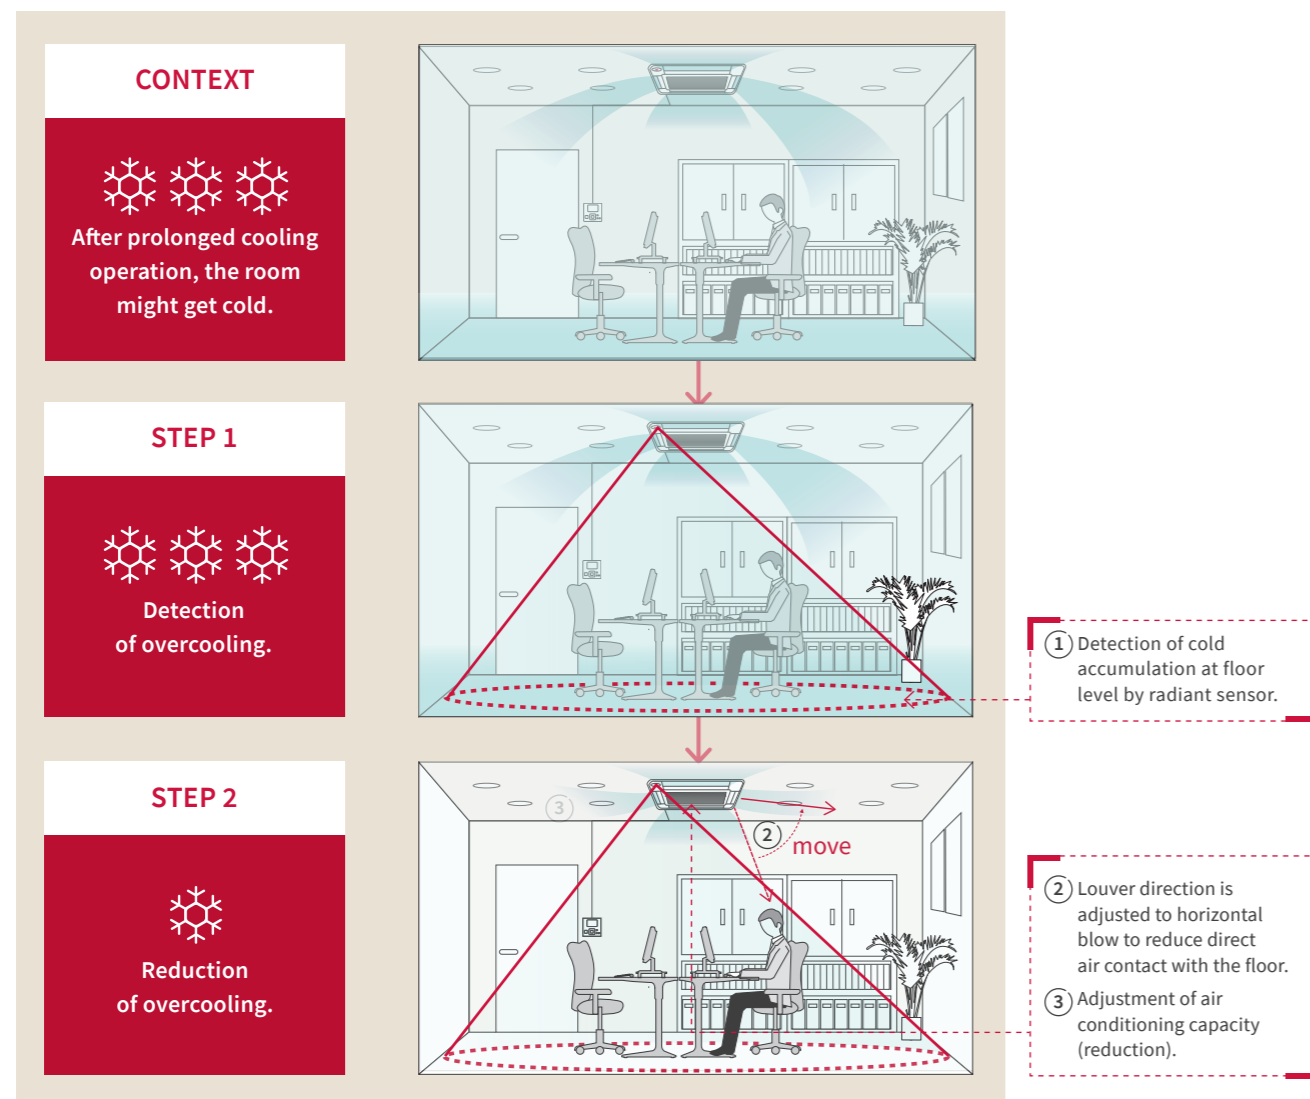 CONTEXT
After prolonged cooling
operation, the room
might get cold.
STEP 1
Detection
of overcooling.
1 Detection of cold
accumulation at floor
level by radiant sensor.
STEP 2
Reduction
of overcooling.
3
2
move
2 Louver direction is
adjusted to horizontal
blow to reduce direct
air contact with the floor.
3 Adjustment of air
conditioning capacity
(reduction).